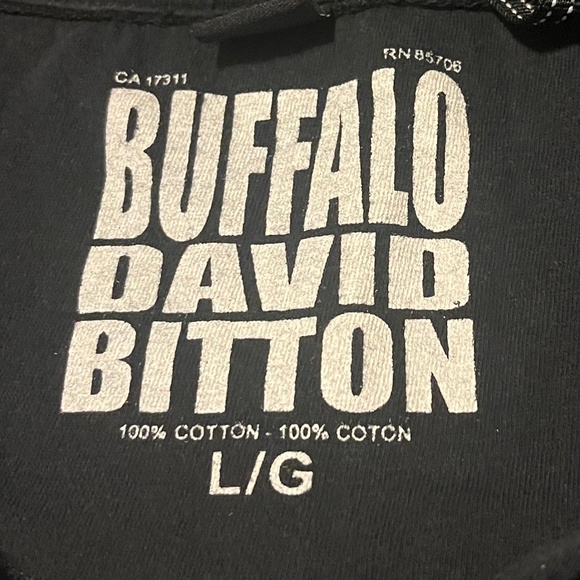 CA 17311 RN 85706
BUFFALO
DAVID
BITTON
100% COTTON - 100% COTON
L/G